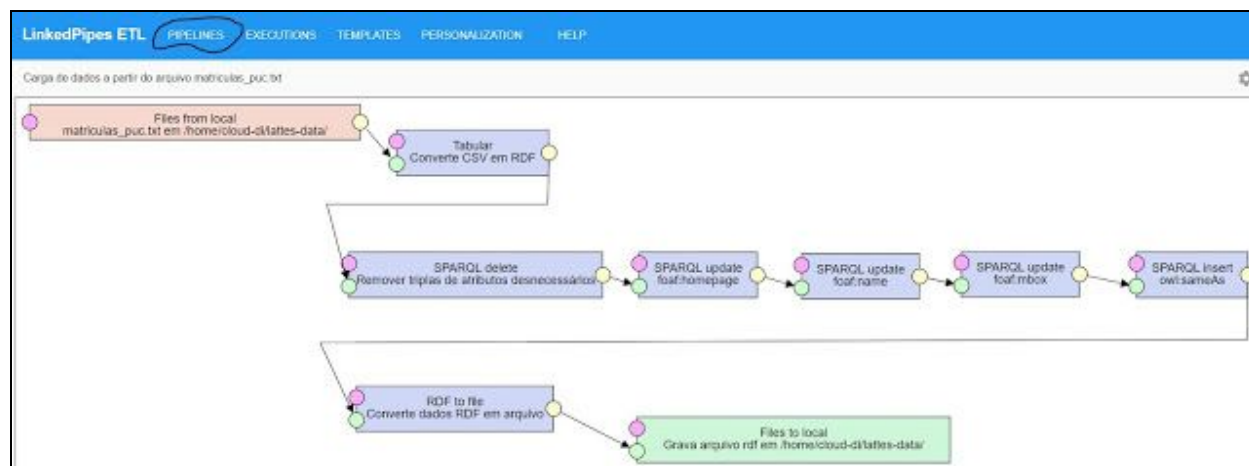 LinkedPipes ETL PIPELINES EXECUTIONS TEMPLATES PERSONALIZATION HELP
Carga de dados a partir do arquivo matriculas_puc.txt
Files from local
matriculas_puc.txt em /home/cloud-di/lattes-data/
Tabular
Converte CSV em RDF
SPARQL delete
Remover triplas de atributos desnecessários
SPARQL update
foaf:homepage
SPARQL update
foaf:name
SPARQL update
foaf:mbox
SPARQL insert
owl:sameAs
RDF to file
Converte dados RDF em arquivo
Files to local
Grava arquivo rdf em /home/cloud-di/lattes-data/